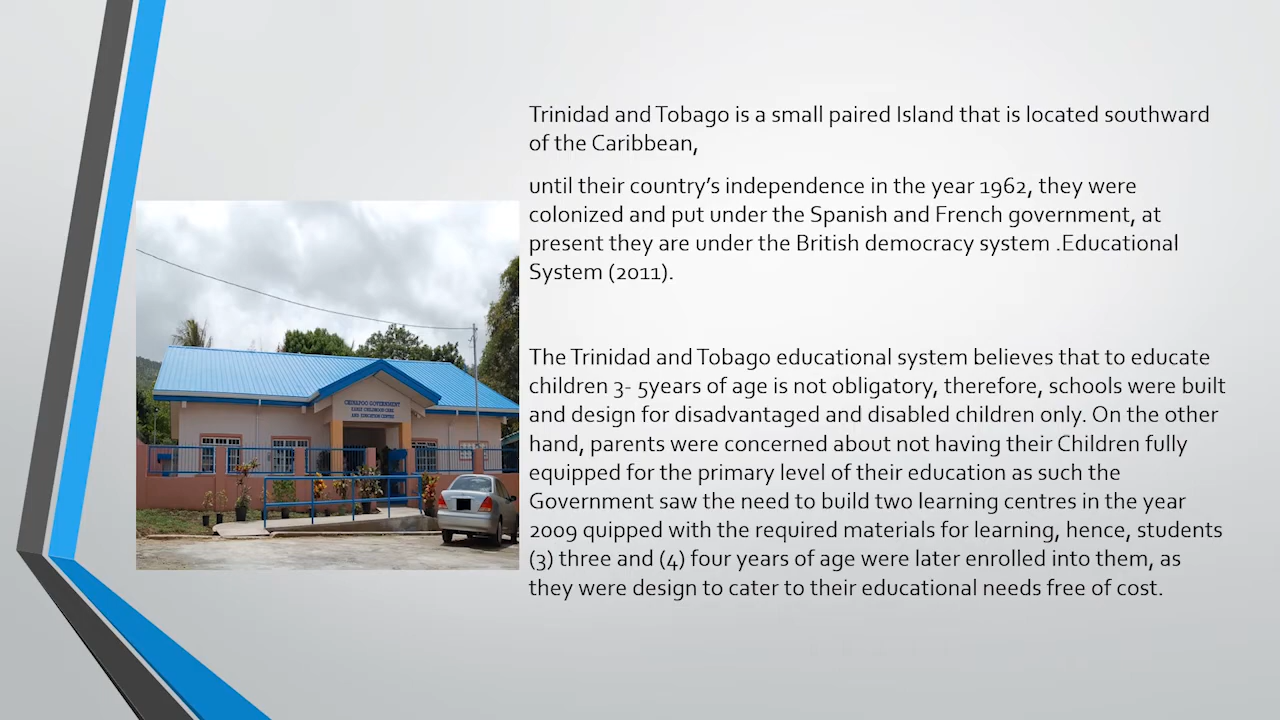 Trinidad and Tobago is a small paired Island that is located southward
of the Caribbean,
until their country’s independence in the year 1962, they were
colonized and put under the Spanish and French government, at
present they are under the British democracy system .Educational
System (2011).
The Trinidad and Tobago educational system believes that to educate
children 3- 5years of age is not obligatory, therefore, schools were built
and design for disadvantaged and disabled children only. On the other
hand, parents were concerned about not having their Children fully
equipped for the primary level of their education as such the
Government saw the need to build two learning centres in the year
2009 quipped with the required materials for learning, hence, students
(3) three and (4) four years of age were later enrolled into them, as
they were design to cater to their educational needs free of cost.
GOVERNMENT
EARLY CHILDHOOD CARE
AND EDUCATION CENTRE